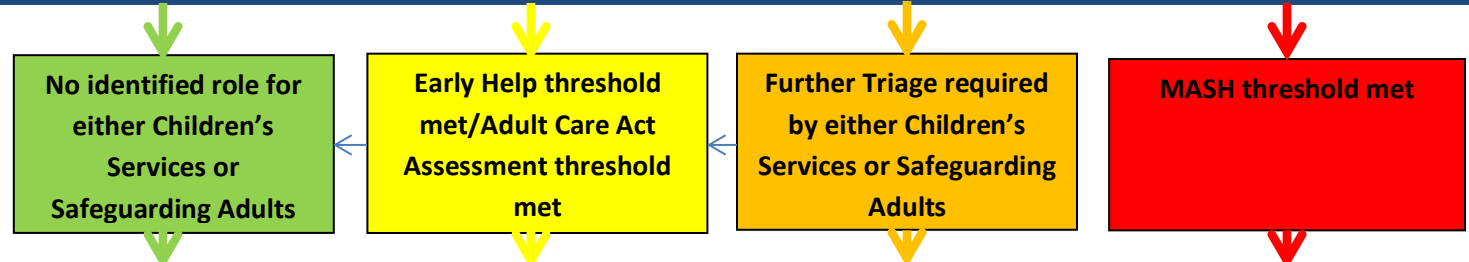 No identified role for
either Children’s
Services or
Safeguarding Adults
Early Help threshold
met/Adult Care Act
Assessment threshold
met
Further Triage required
by either Children’s
Services or Safeguarding
Adults
MASH threshold met